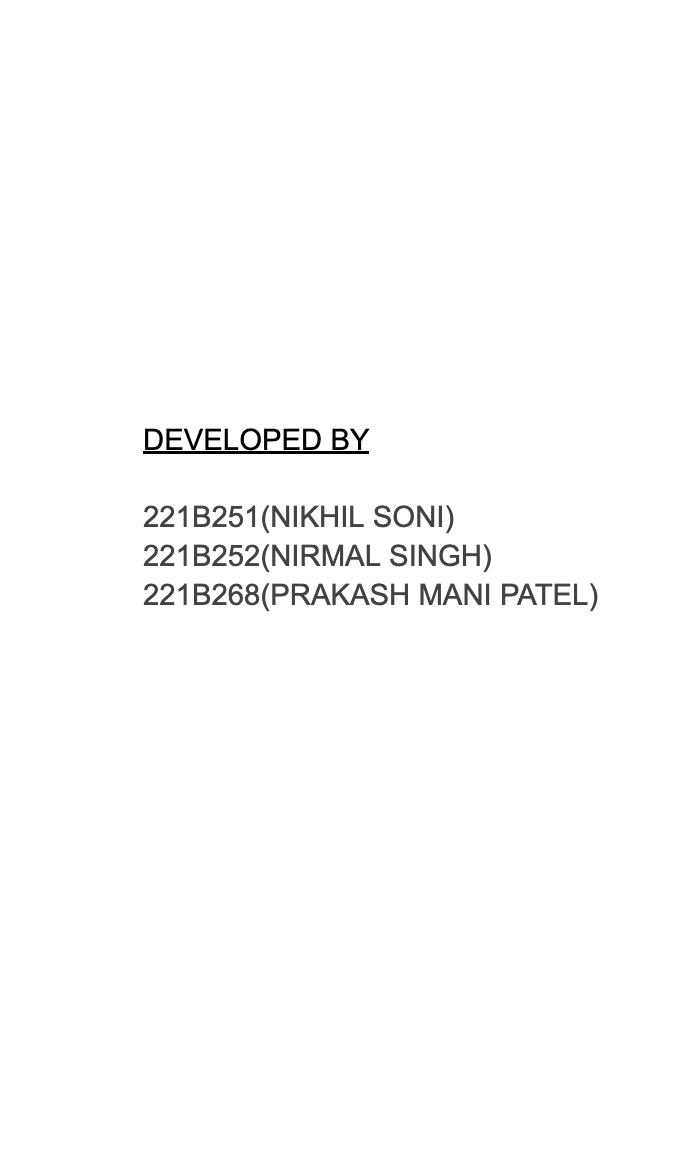 DEVELOPED BY
221B251(NIKHIL SONI)
221B252(NIRMAL SINGH)
221B268(PRAKASH MANI PATEL)